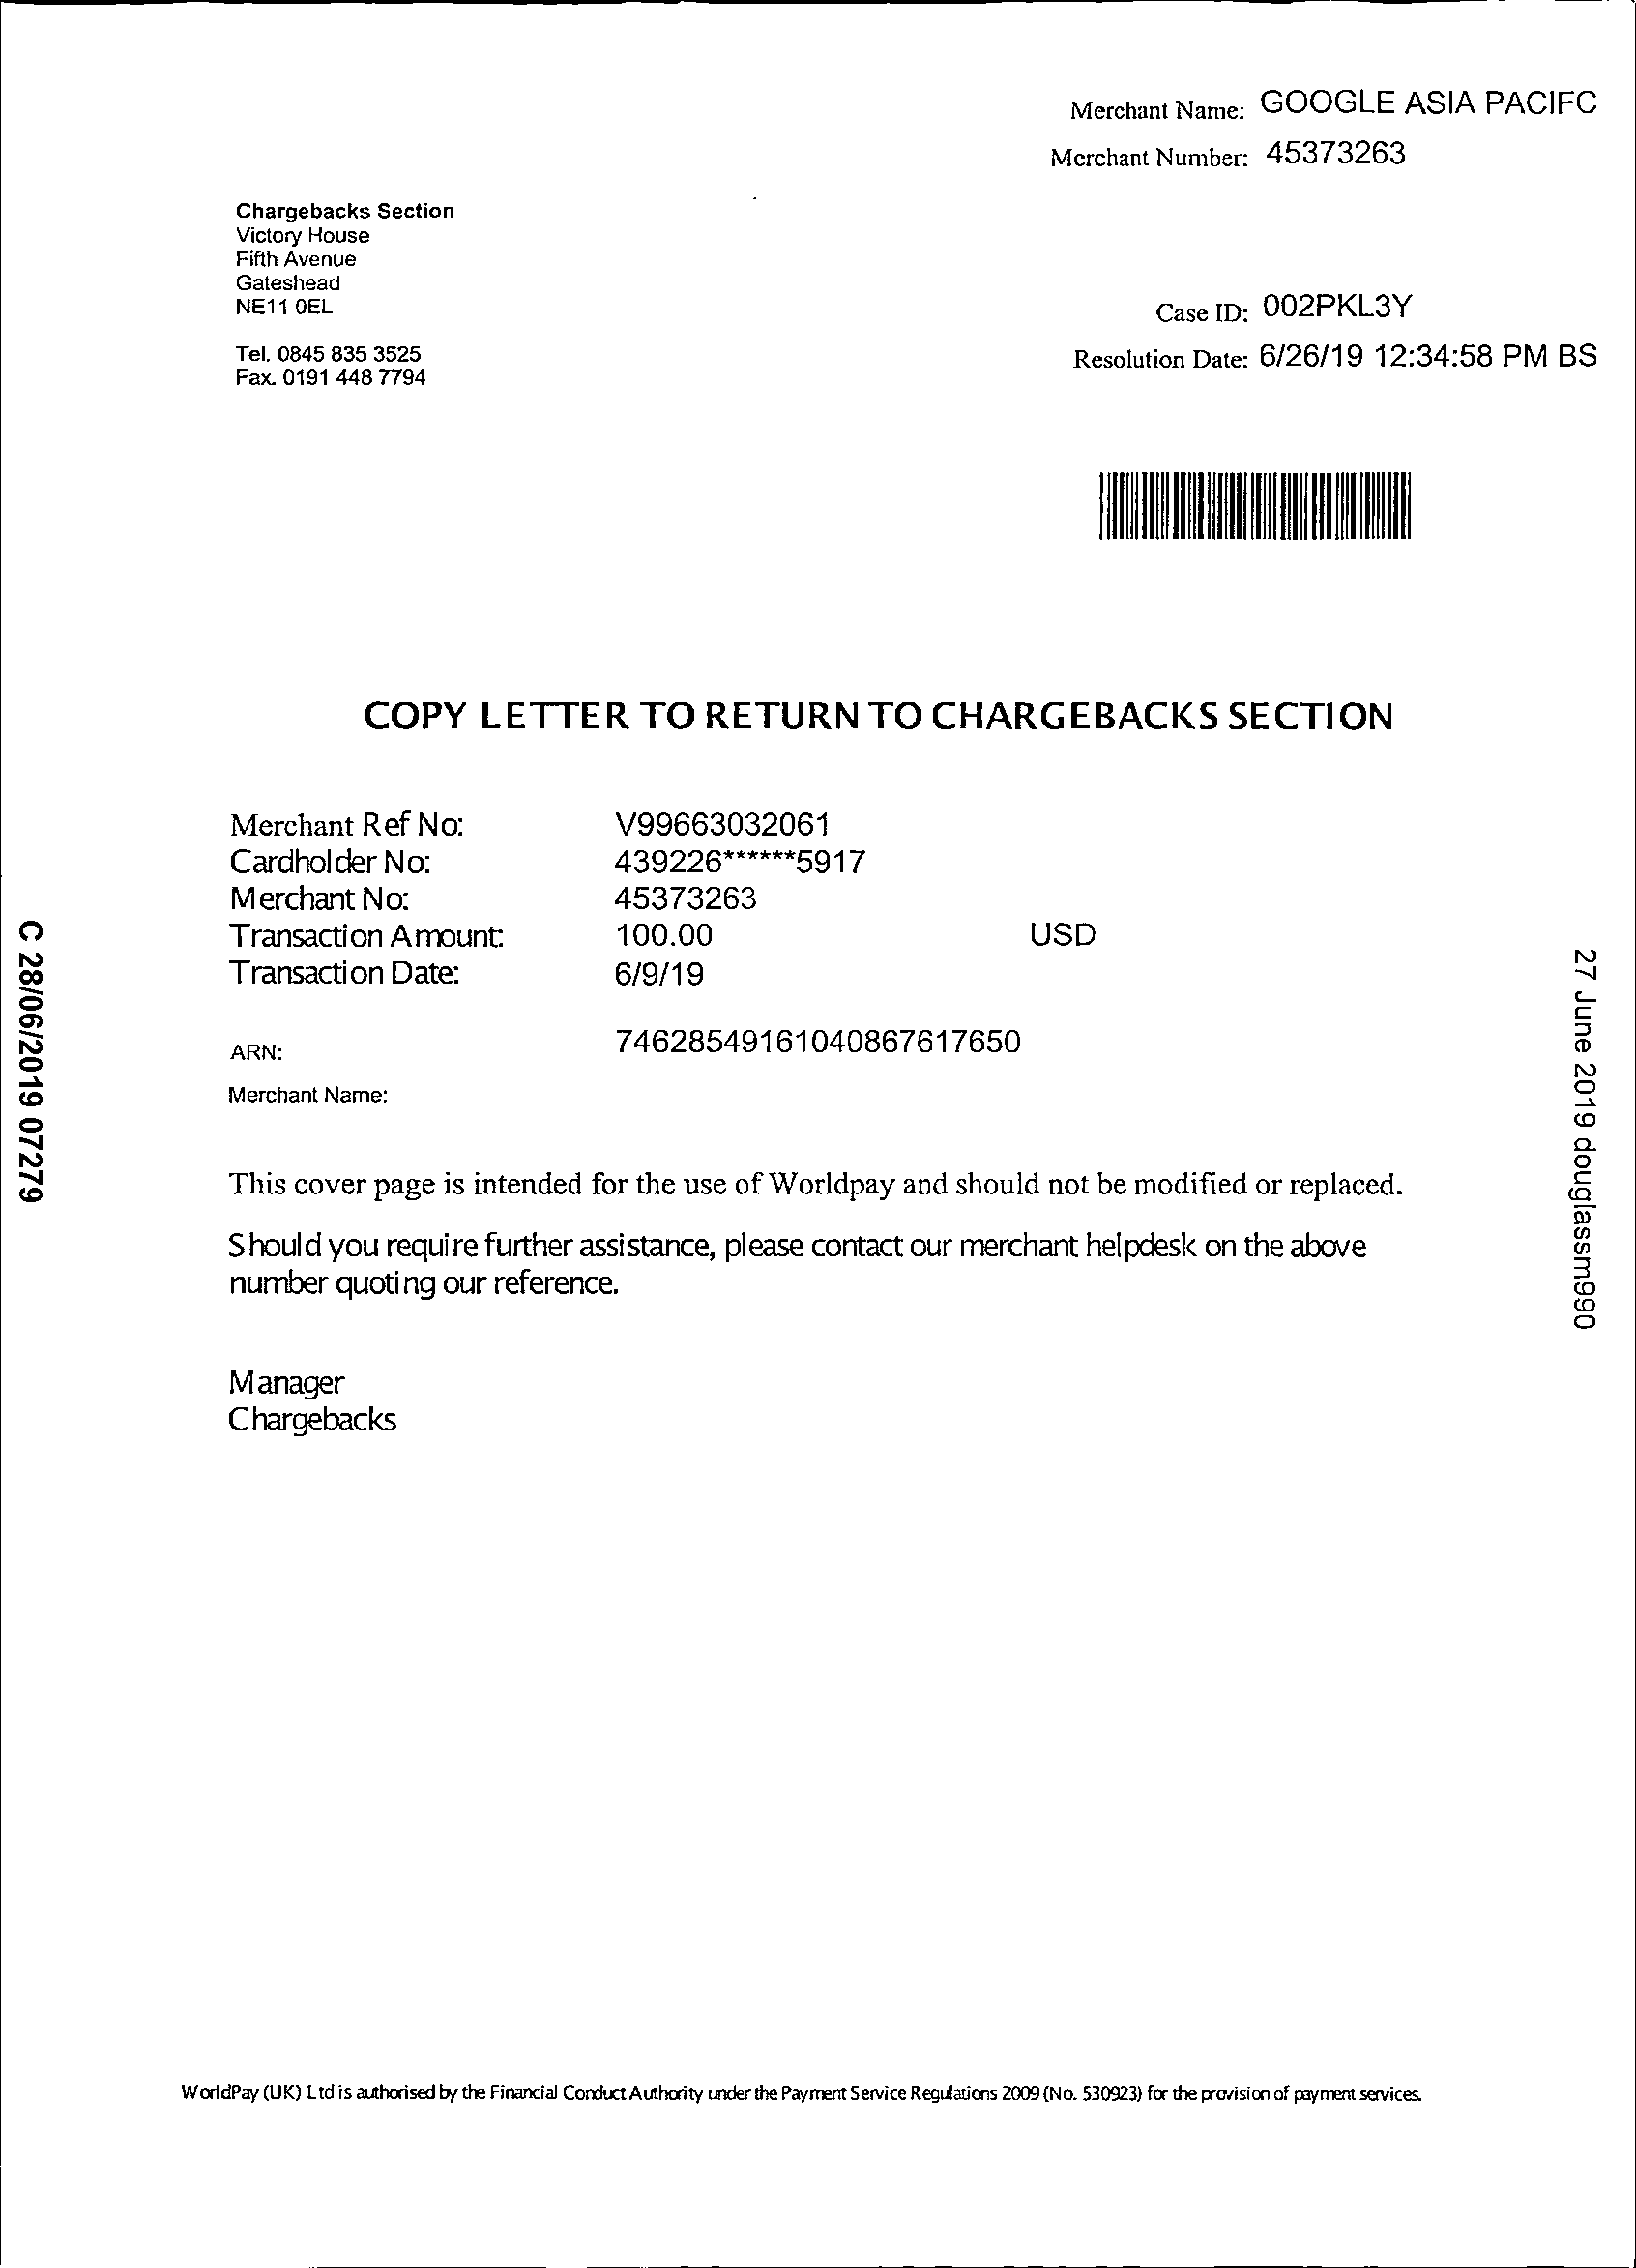 Merchant Name: GOOGLE ASIA PACIFC
Merchant Number: 45373263
Chargebacks Section
Victory House
Fifth Avenue
Gateshead
NE11 0EL
Case ID: 002PKL3Y
Tel. 0845 835 3525
Resolution Date: 6/26/19 12:34:58 PM BS
Fax. 0191 448 7794
COPY LETTER TO RETURN TO CHARGEBACKS SECTION
Merchant Ref No: V99663032061
Cardholder No: 439226******5917
Merchant No: 45373263
Transaction Amount: 100.00 USD
Transaction Date: 6/9/19
ARN: 74628549161040867617650
Merchant Name:
This cover page is intended for the use of Worldpay and should not be modified or replaced.
Should you require further assistance, please contact our merchant helpdesk on the above
number quoting our reference.
Manager
Chargebacks
C 28/06/2019 07279
27 June 2019 douglassm990
WorldPay (UK) Ltd is authorised by the Financial Conduct Authority under the Payment Service Regulations 2009 (No. 530923) for the provision of payment services.